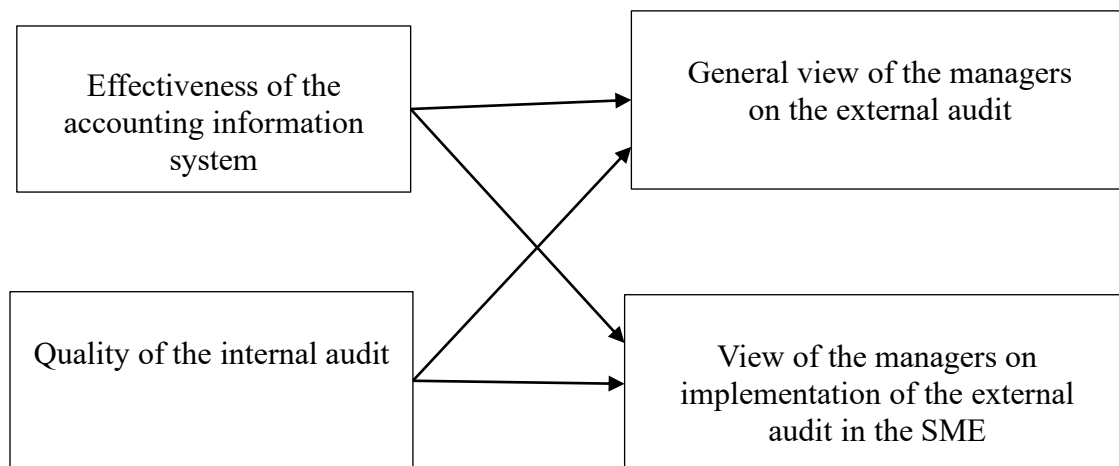 Effectiveness of the
accounting information
system
General view of the managers
on the external audit
Quality of the internal audit
View of the managers on
implementation of the external
audit in the SME